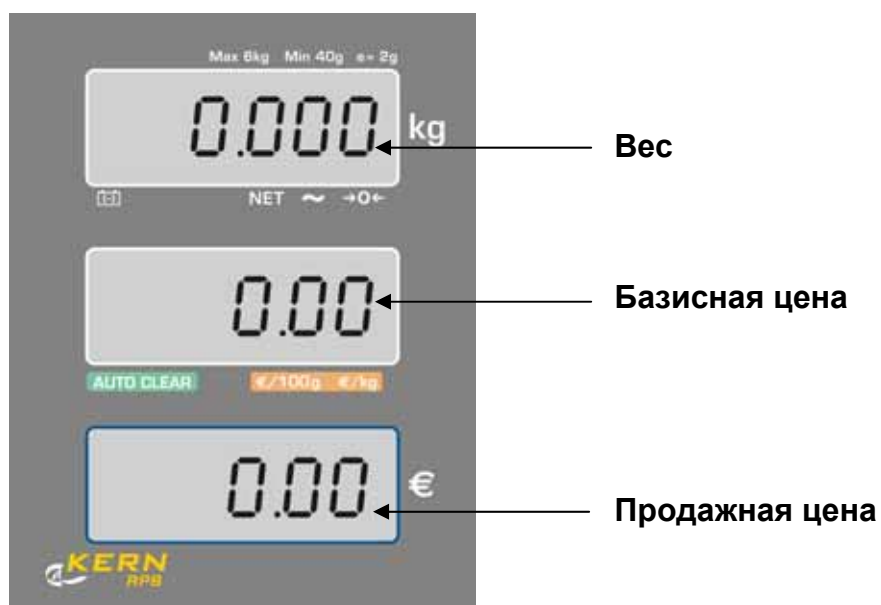 Max 6kg Min 40g e= 2g
0.000 kg
Вес
NET ~ →0←
0.00
Базисная цена
AUTO CLEAR €/100g €/kg
0.00 €
Продажная цена
KERN
RPB